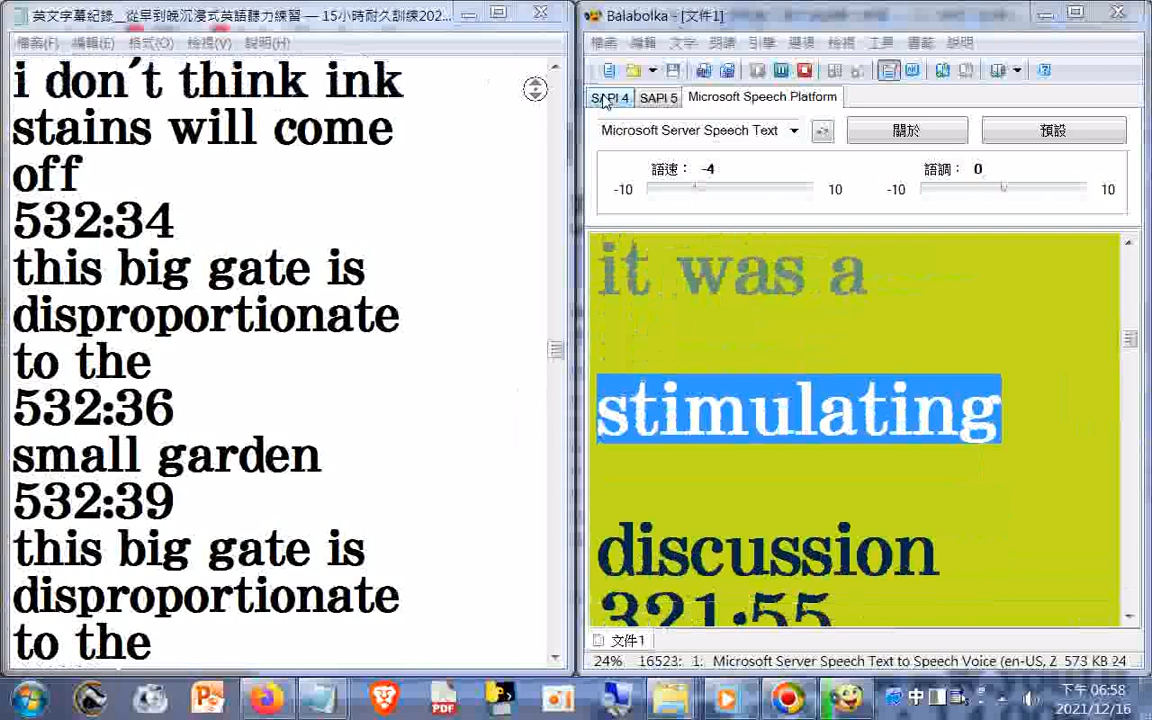 英文字幕紀錄__從早到晚沉浸式英語聽力練習 — 15小時耐久訓練202...
檔案(F) 編輯(E) 格式(O) 檢視(V) 說明(H)
i don't think ink
stains will come
off
532:34
this big gate is
disproportionate
to the
532:36
small garden
532:39
this big gate is
disproportionate
to the
Balabolka - [文件1]
檔案 編輯 文字 朗讀 引擎 選項 檢視 工具 書籤 說明
SAPI 4 SAPI 5 Microsoft Speech Platform
Microsoft Server Speech Text 關於 預設
語速： -4 語調： 0
-10 10 -10 10
it was a
stimulating
discussion
321:55
文件1
24% 16523: 1: Microsoft Server Speech Text to Speech Voice (en-US, Z 573 KB 24
PDF
中
下午 06:58
2021/12/16